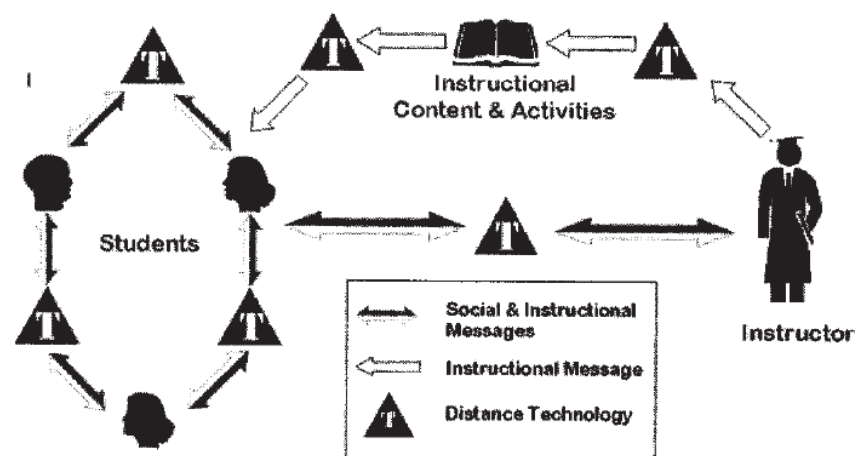 T
T
T
Instructional
Content & Activities
Students
T
T
T
Instructor
Social & Instructional
Messages
Instructional Message
T
Distance Technology